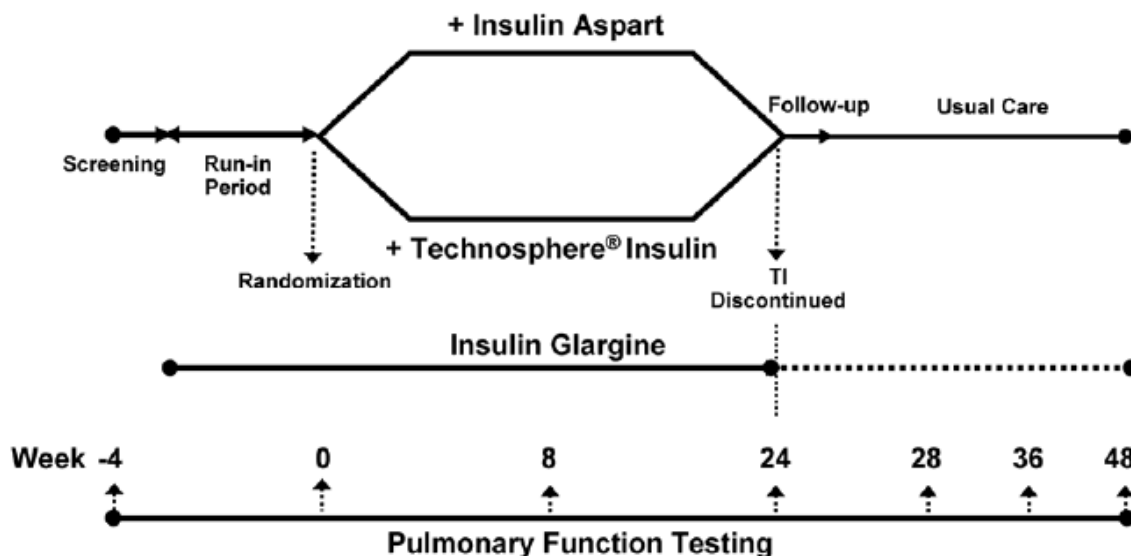 + Insulin Aspart
Follow-up
Usual Care
Screening
Run-in
Period
+ Technosphere® Insulin
Randomization
TI
Discontinued
Insulin Glargine
Week -4 0 8 24 28 36 48
Pulmonary Function Testing